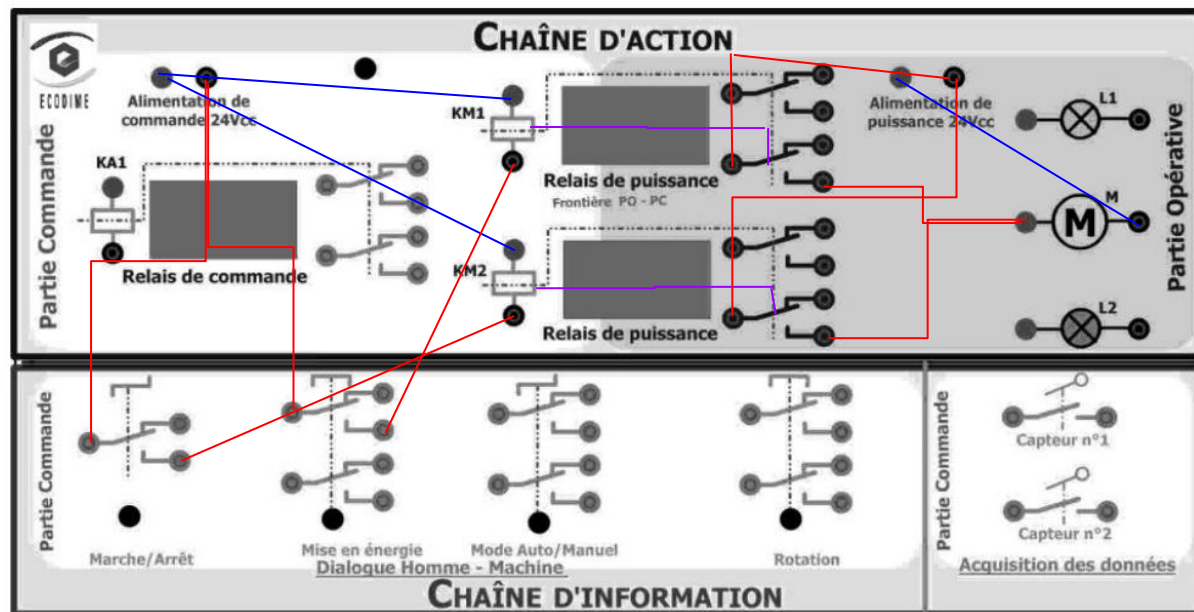 CHAÎNE D'ACTION
ECODIME
Alimentation de
commande 24Vcc
KM1
Alimentation de
puissance 24Vcc
L1
KA1
Relais de puissance
Frontière PO - PC
M
M
Relais de commande
KM2
Relais de puissance
L2
Partie Commande
Partie Opérative
Partie Commande
Marche/Arrêt
Mise en énergie
Mode Auto/Manuel
Rotation
Dialogue Homme - Machine
Partie Commande
Capteur n°1
Capteur n°2
Acquisition des données
CHAÎNE D'INFORMATION